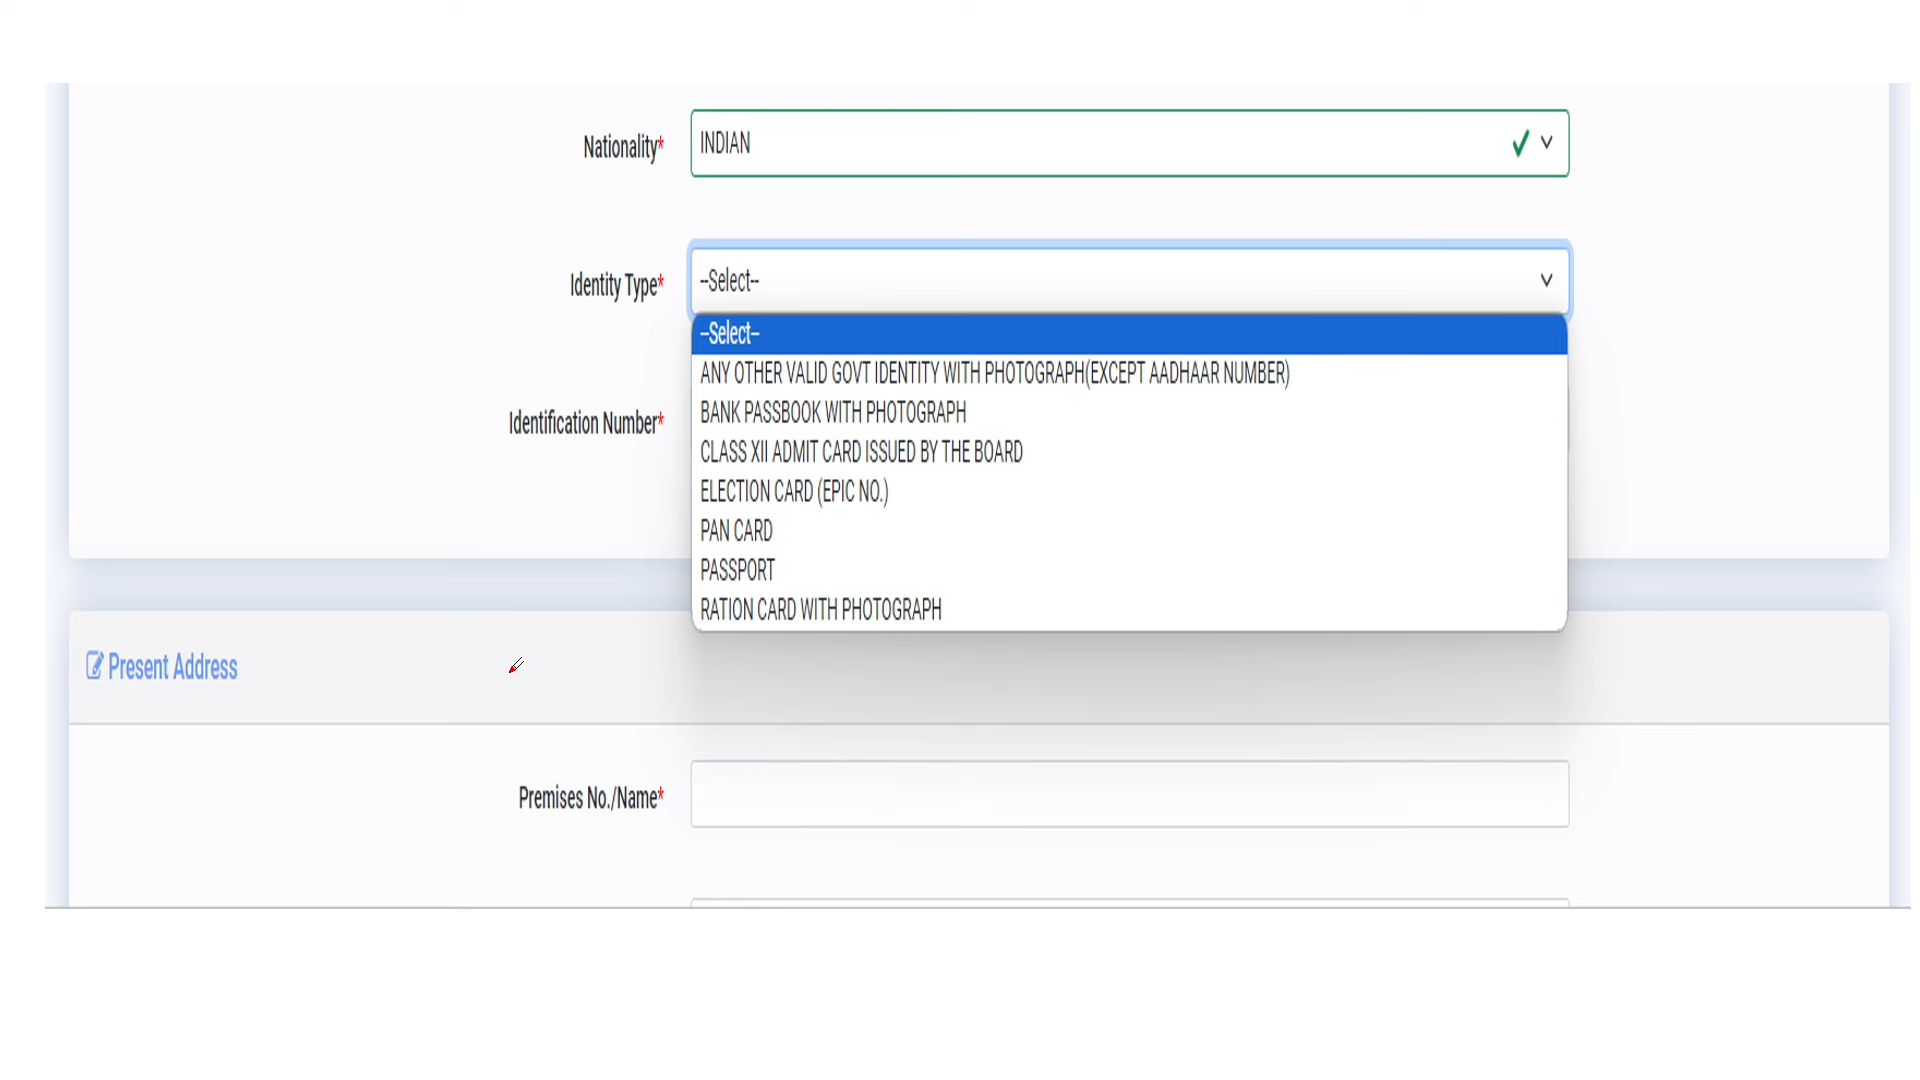 Nationality* INDIAN
Identity Type* --Select--
--Select--
ANY OTHER VALID GOVT IDENTITY WITH PHOTOGRAPH(EXCEPT AADHAAR NUMBER)
BANK PASSBOOK WITH PHOTOGRAPH
Identification Number*
CLASS XII ADMIT CARD ISSUED BY THE BOARD
ELECTION CARD (EPIC NO.)
PAN CARD
PASSPORT
RATION CARD WITH PHOTOGRAPH
Present Address
Premises No./Name*